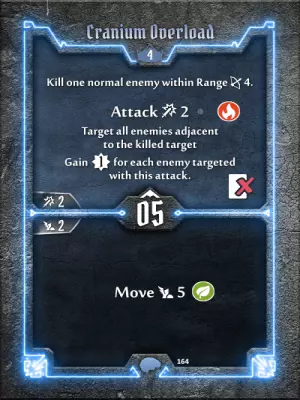 Cranium Overload
4
Kill one normal enemy within Range 4.
Attack 2
Target all enemies adjacent
to the killed target
Gain 1 for each enemy targeted
with this attack.
2
05
2
Move 5
164